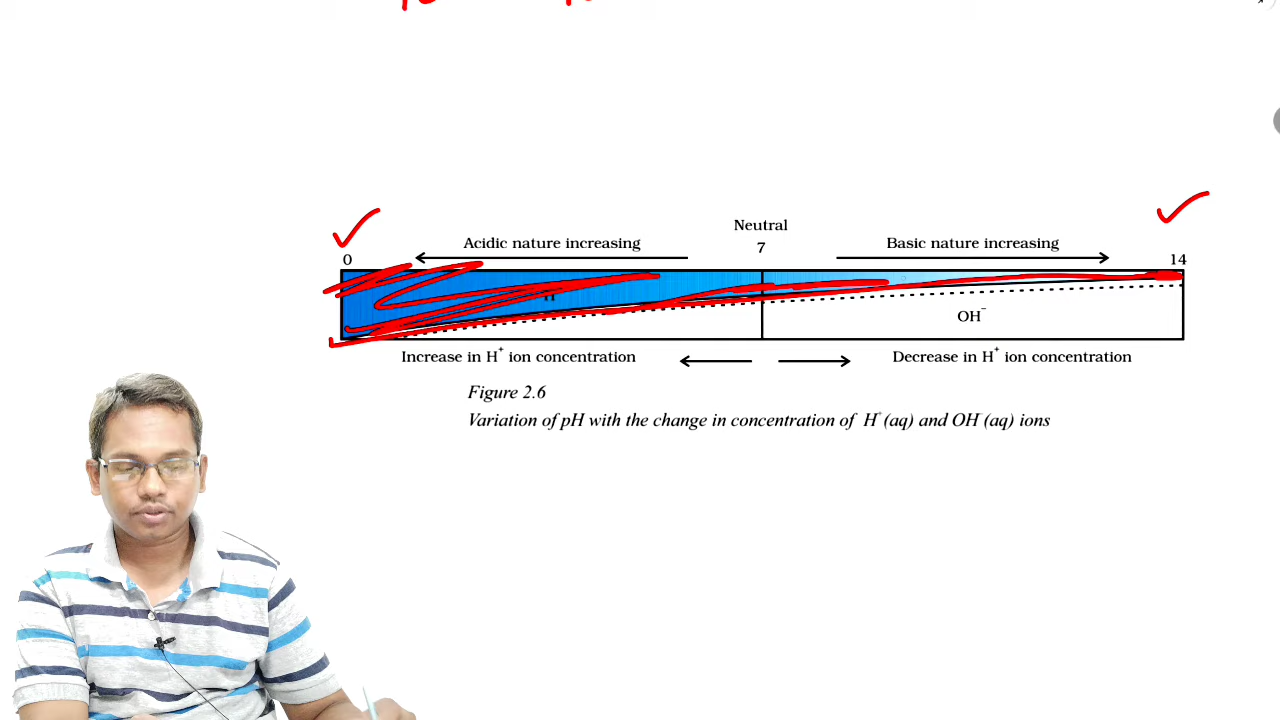 Neutral
Acidic nature increasing
7
Basic nature increasing
0
14
OH⁻
Increase in H⁺ ion concentration
Decrease in H⁺ ion concentration
Figure 2.6
Variation of pH with the change in concentration of H⁺(aq) and OH⁻(aq) ions